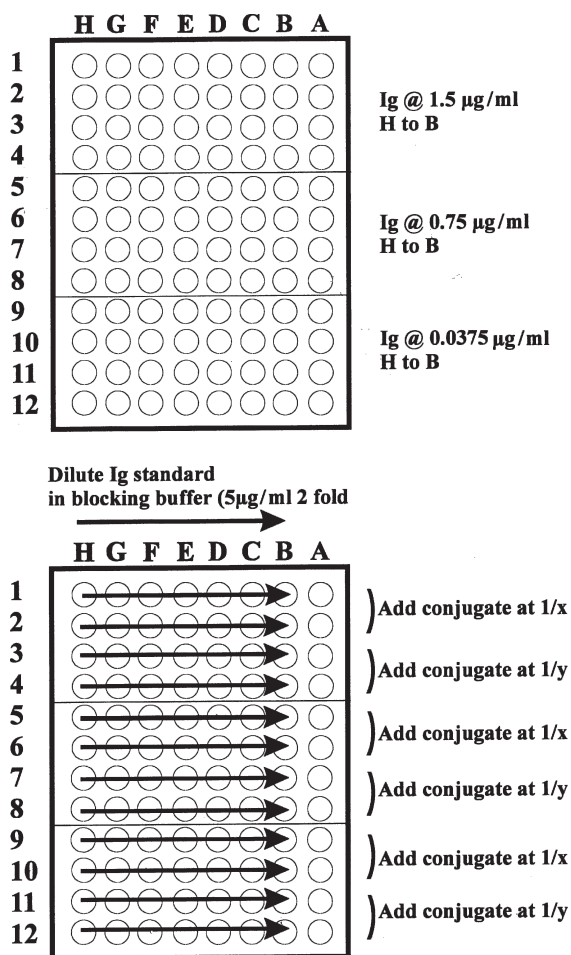 H G F E D C B A
1
2
3
4
5
6
7
8
9
10
11
12
Ig @ 1.5 µg/ml
H to B
Ig @ 0.75 µg/ml
H to B
Ig @ 0.0375 µg/ml
H to B
Dilute Ig standard
in blocking buffer (5µg/ml 2 fold
H G F E D C B A
1
2
3
4
5
6
7
8
9
10
11
12
Add conjugate at 1/x
Add conjugate at 1/y
Add conjugate at 1/x
Add conjugate at 1/y
Add conjugate at 1/x
Add conjugate at 1/y